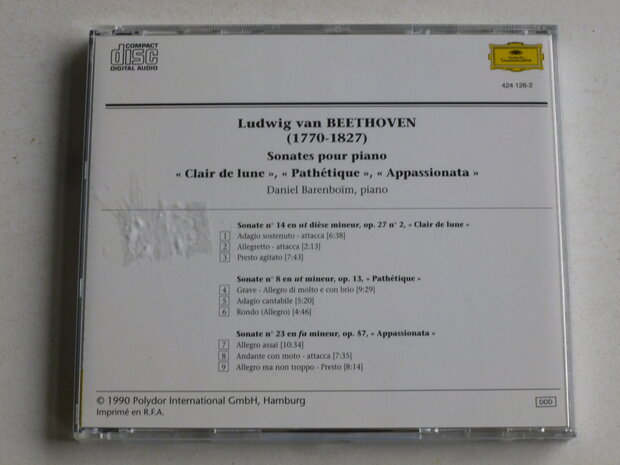 COMPACT
disc
DIGITAL AUDIO
Deutsche
Grammophon
424 126-2
Ludwig van BEETHOVEN
(1770-1827)
Sonates pour piano
« Clair de lune », « Pathétique », « Appassionata »
Daniel Barenboïm, piano
Sonate n° 14 en ut dièse mineur, op. 27 n° 2, « Clair de lune »
1 Adagio sostenuto - attacca [6:38]
2 Allegretto - attacca [2:13]
3 Presto agitato [7:43]
Sonate n° 8 en ut mineur, op. 13, « Pathétique »
4 Grave - Allegro di molto e con brio [9:29]
5 Adagio cantabile [5:20]
6 Rondo (Allegro) [4:46]
Sonate n° 23 en fa mineur, op. 57, « Appassionata »
7 Allegro assai [10:34]
8 Andante con moto - attacca [7:35]
9 Allegro ma non troppo - Presto [8:14]
© 1990 Polydor International GmbH, Hamburg
Imprimé en R.F.A.
DDD